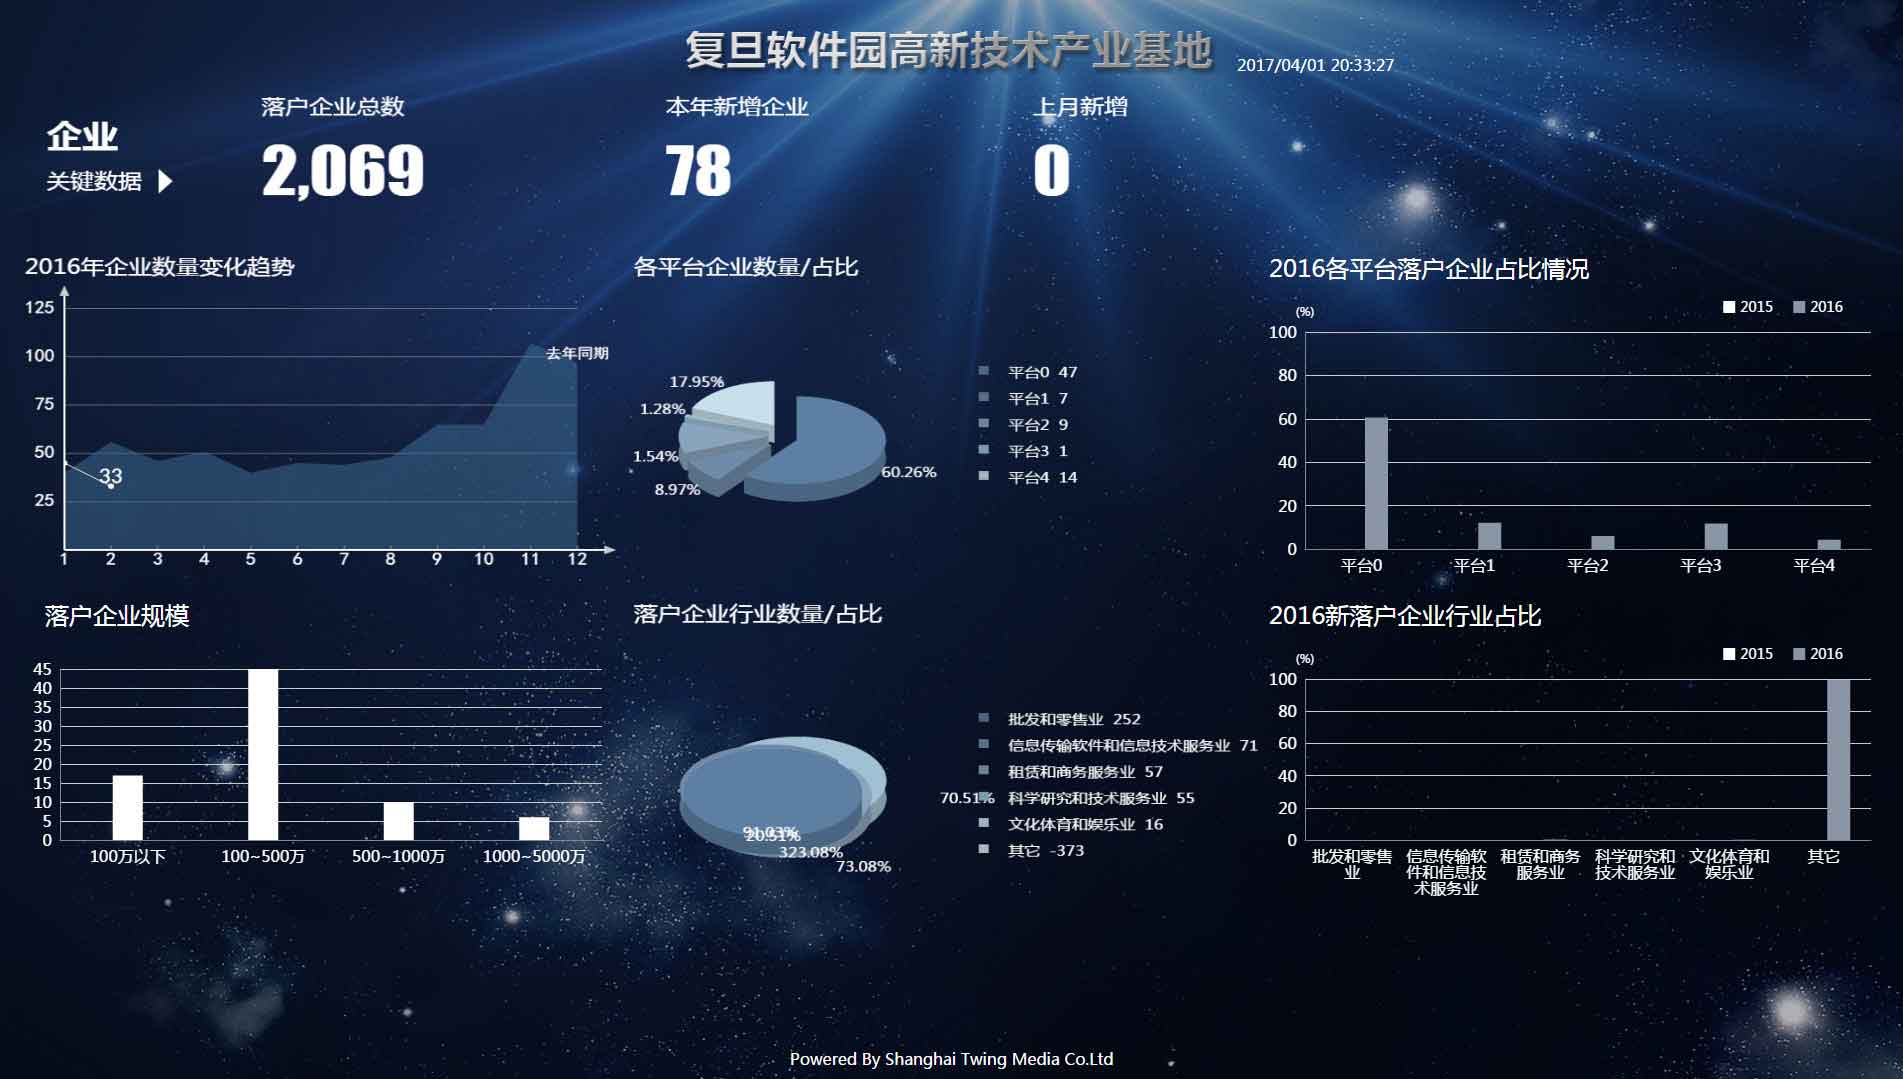 复旦软件园高新技术产业基地
2017/04/01 20:33:27
企业
关键数据
落户企业总数
2,069
本年新增企业
78
上月新增
0
2016年企业数量变化趋势
125
100
75
50
25
去年同期
33
1 2 3 4 5 6 7 8 9 10 11 12
各平台企业数量/占比
17.95%
1.28%
1.54%
8.97%
60.26%
平台0 47
平台1 7
平台2 9
平台3 1
平台4 14
2016各平台落户企业占比情况
2015 2016
(%)
100
80
60
40
20
0
平台0 平台1 平台2 平台3 平台4
落户企业规模
45
40
35
30
25
20
15
10
5
0
100万以下 100~500万 500~1000万 1000~5000万
落户企业行业数量/占比
70.51%
91.03%
20.51%
323.08%
73.08%
批发和零售业 252
信息传输软件和信息技术服务业 71
租赁和商务服务业 57
科学研究和技术服务业 55
文化体育和娱乐业 16
其它 -373
2016新落户企业行业占比
2015 2016
(%)
100
80
60
40
20
0
批发和零售
业
信息传输软
件和信息技
术服务业
租赁和商务
服务业
科学研究和
技术服务业
文化体育和
娱乐业
其它
Powered By Shanghai Twing Media Co.Ltd